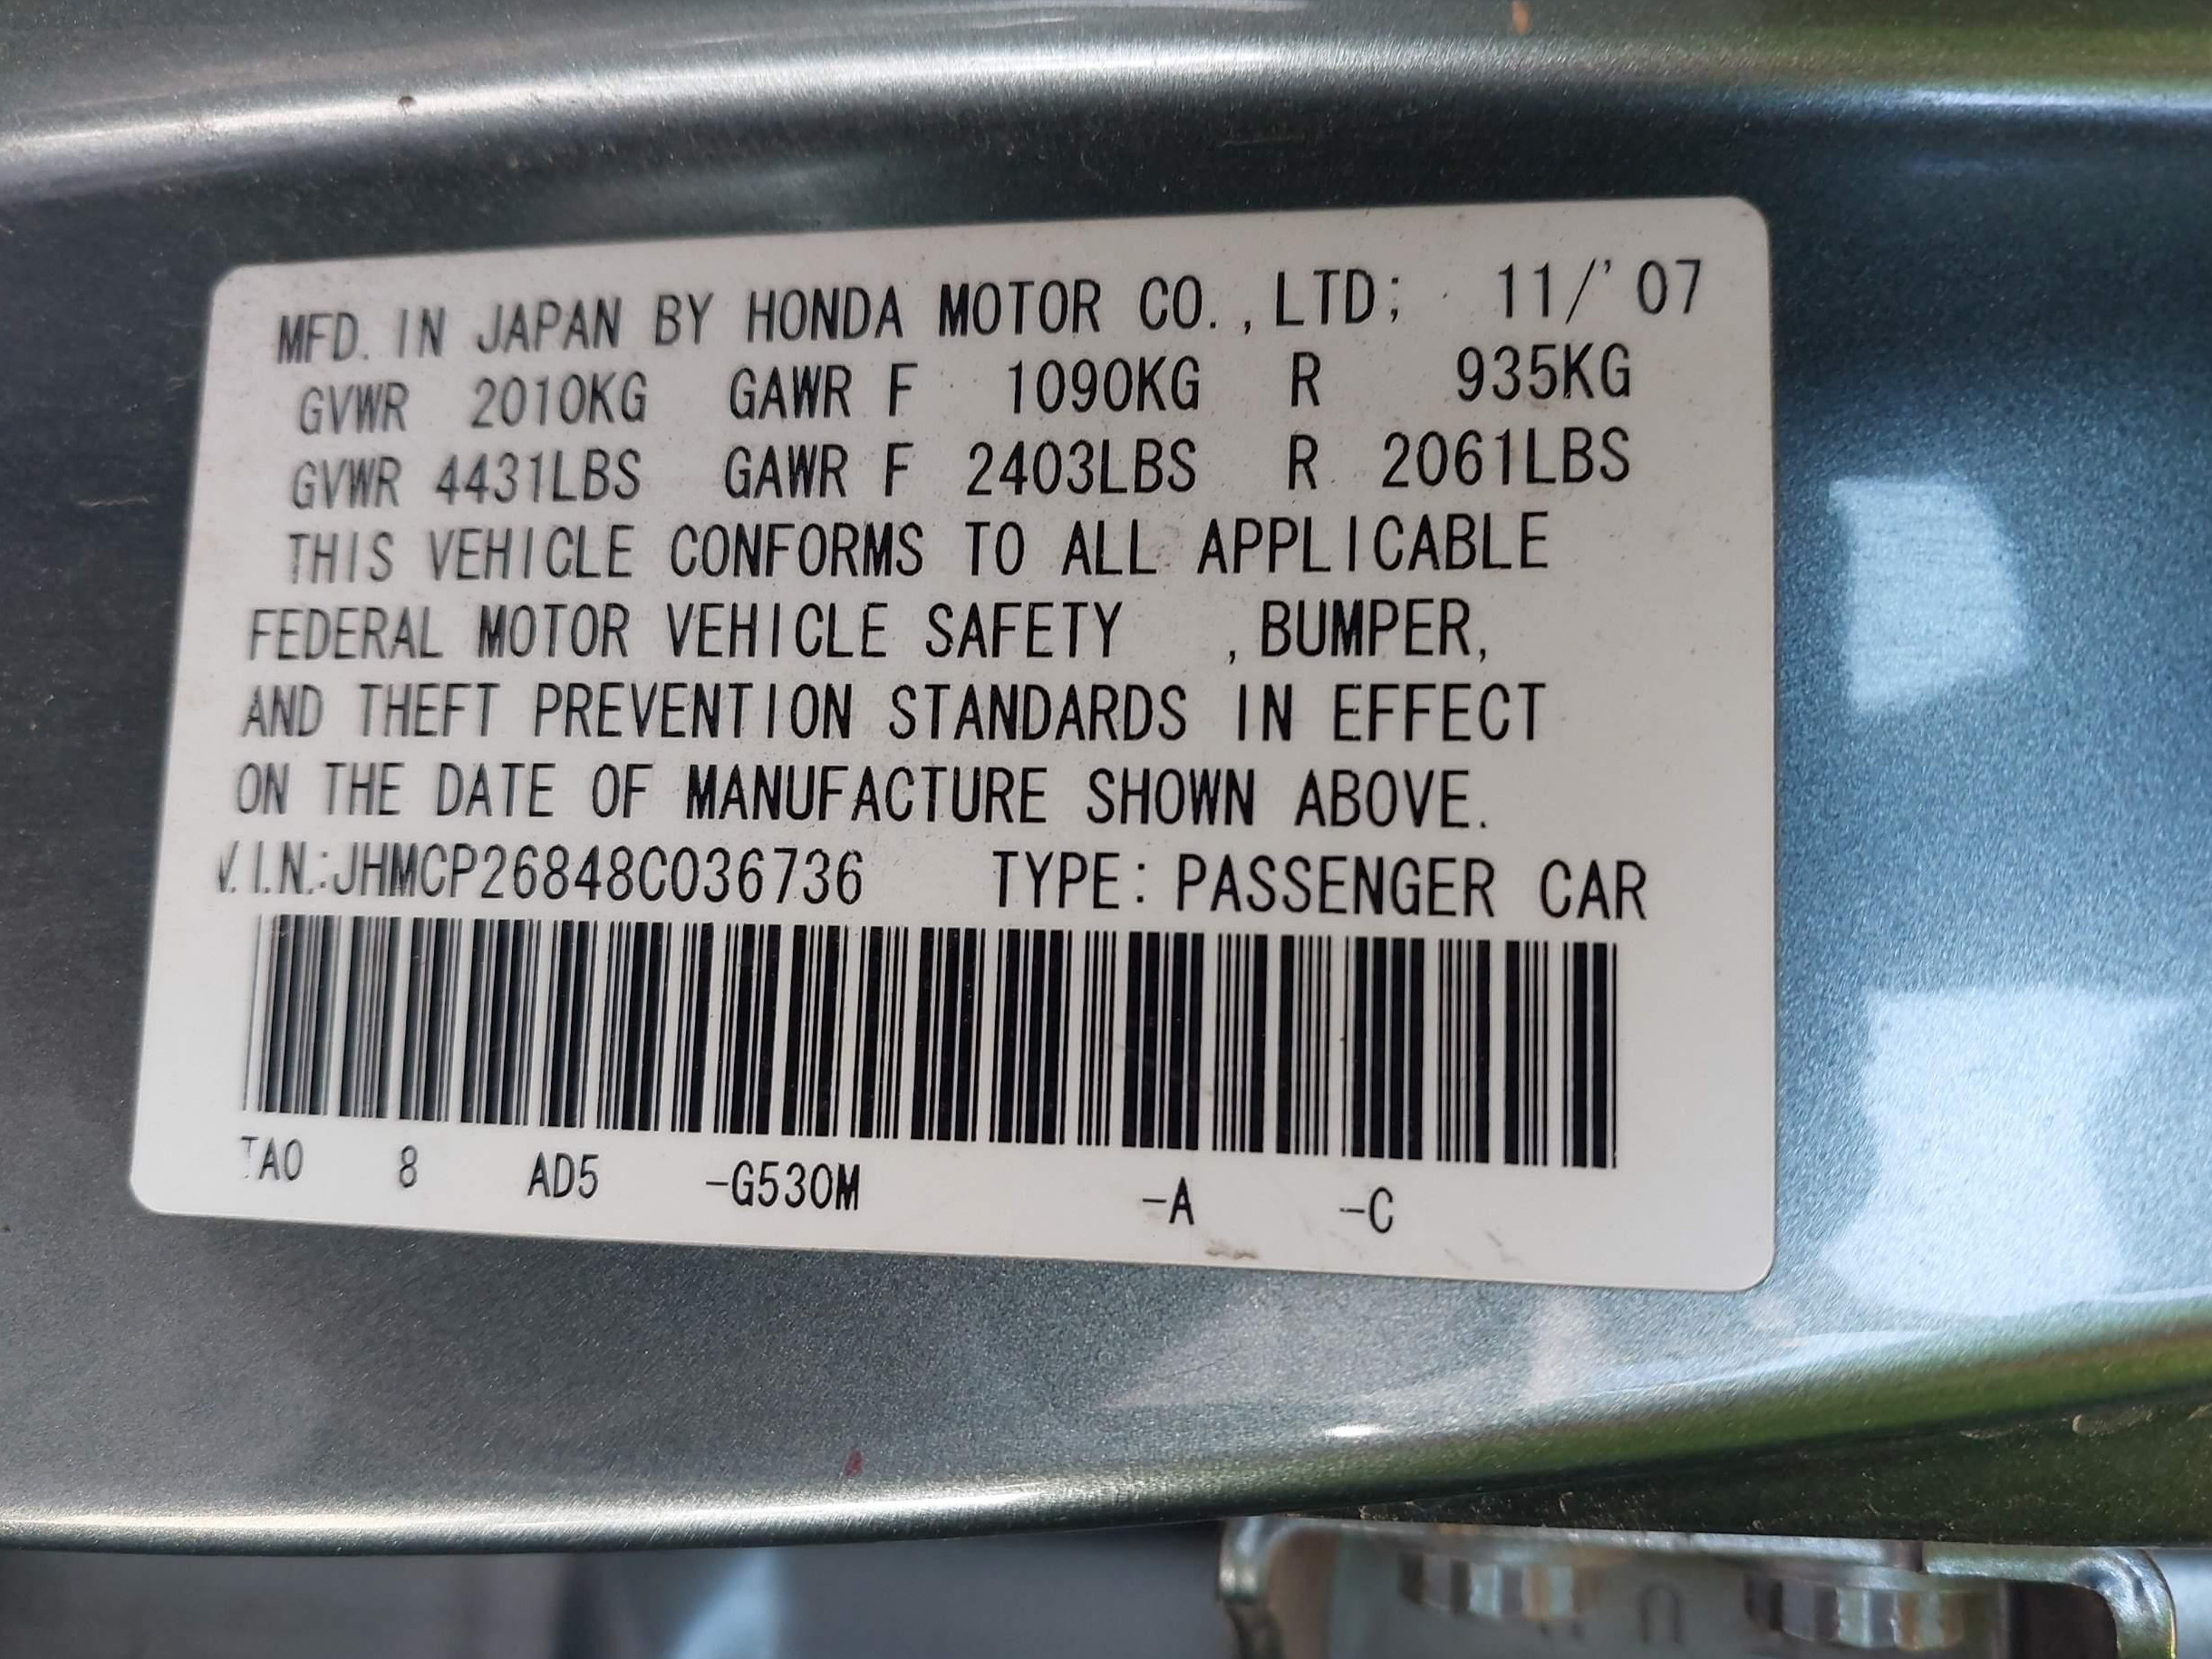 MFD. IN JAPAN BY HONDA MOTOR CO.,LTD; 11/'07
GVWR 2010KG GAWR F 1090KG R 935KG
GVWR 4431LBS GAWR F 2403LBS R 2061LBS
THIS VEHICLE CONFORMS TO ALL APPLICABLE
FEDERAL MOTOR VEHICLE SAFETY ,BUMPER,
AND THEFT PREVENTION STANDARDS IN EFFECT
ON THE DATE OF MANUFACTURE SHOWN ABOVE.
V.I.N.:JHMCP26848C036736 TYPE: PASSENGER CAR
TA0 8 AD5 -G530M -A -C